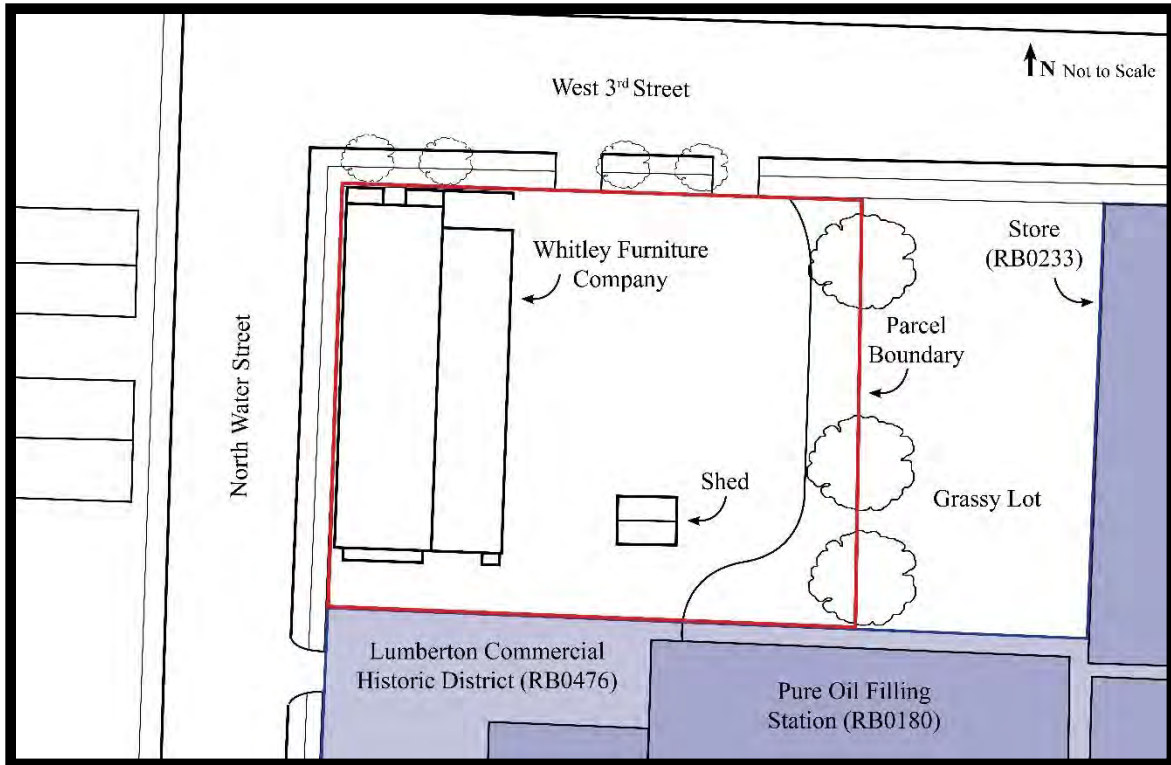 N Not to Scale
West 3rd Street
Whitley Furniture
Company
Store
(RB0233)
Parcel
Boundary
North Water Street
Shed
Grassy Lot
Lumberton Commercial
Historic District (RB0476)
Pure Oil Filling
Station (RB0180)